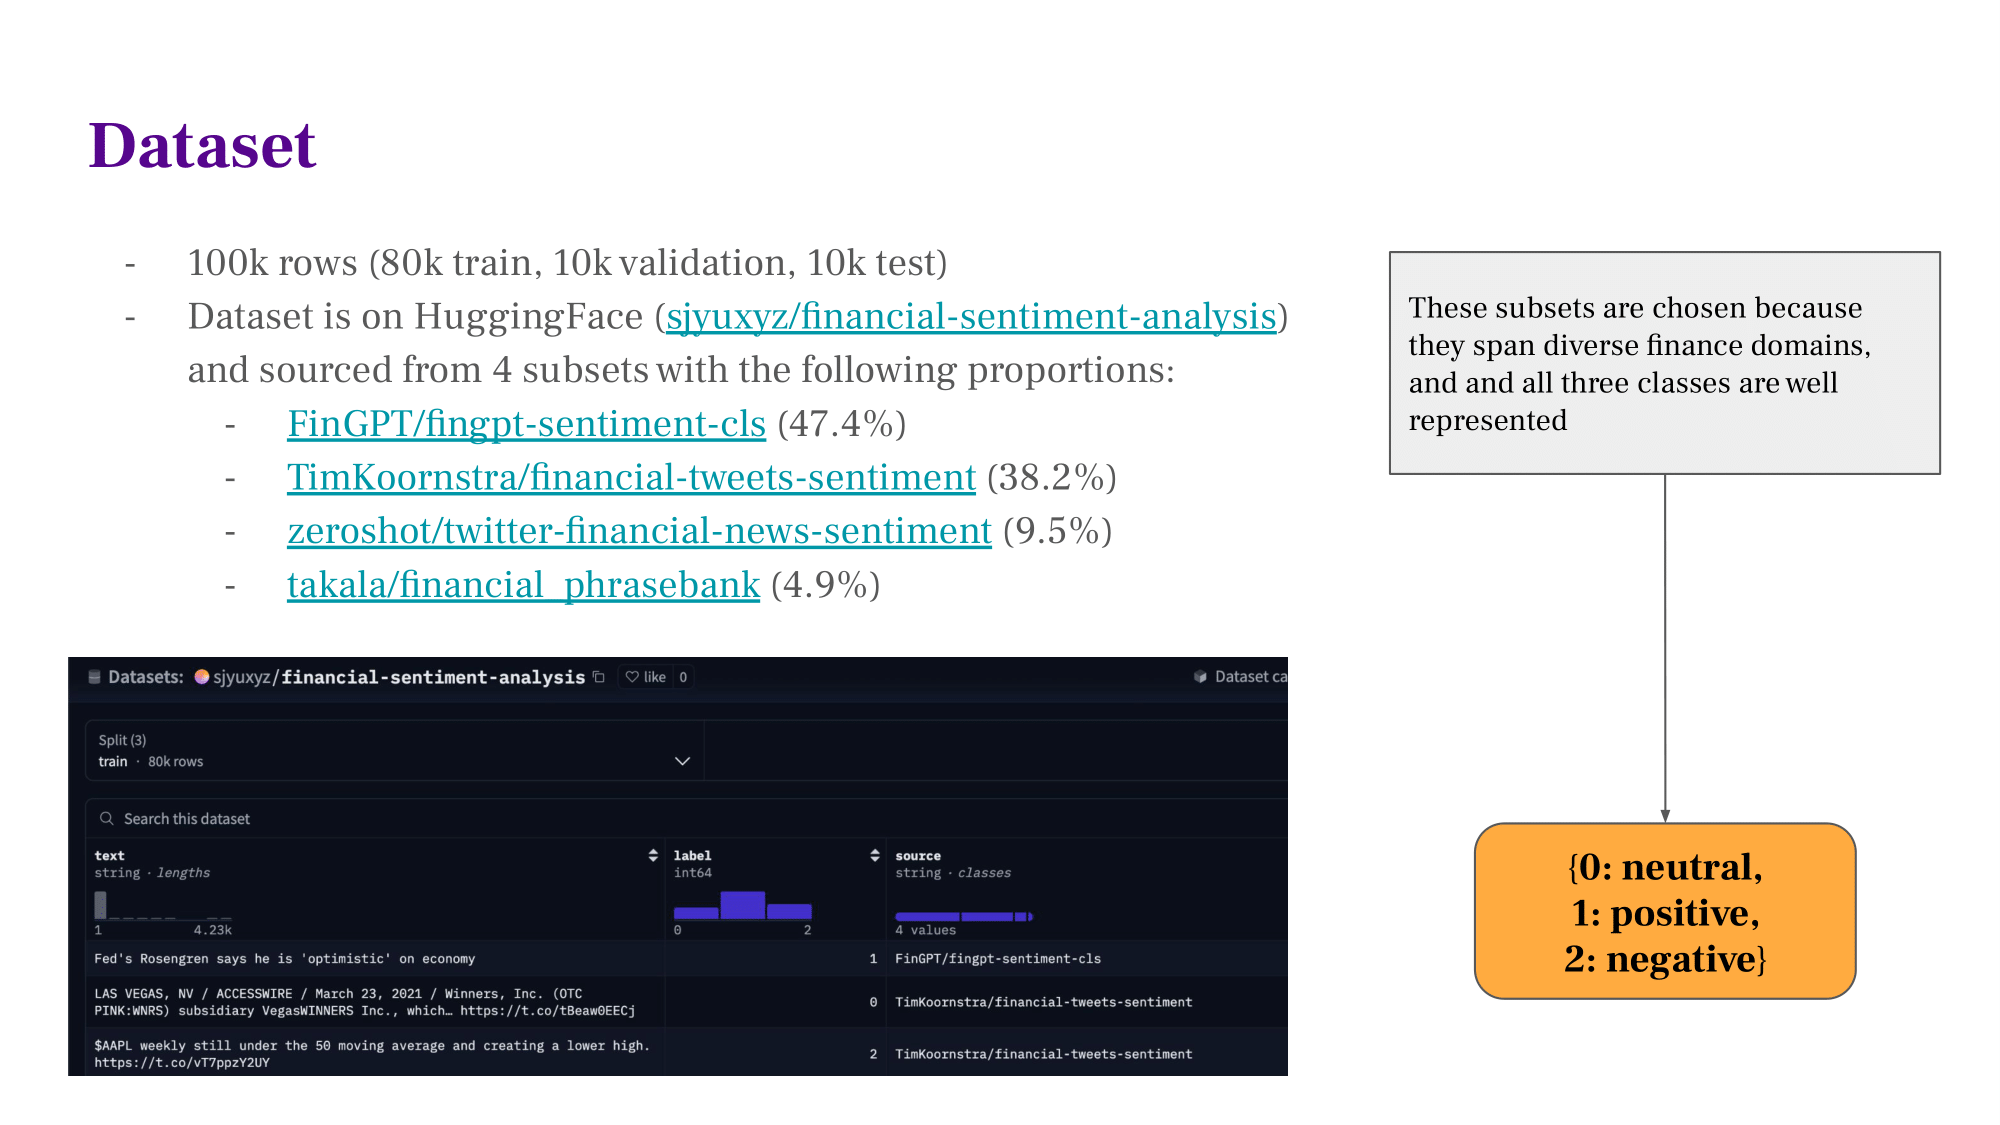 Dataset
- 100k rows (80k train, 10k validation, 10k test)
- Dataset is on HuggingFace (sjyuxyz/financial-sentiment-analysis)
and sourced from 4 subsets with the following proportions:
- FinGPT/fingpt-sentiment-cls (47.4%)
- TimKoornstra/financial-tweets-sentiment (38.2%)
- zeroshot/twitter-financial-news-sentiment (9.5%)
- takala/financial_phrasebank (4.9%)
These subsets are chosen because
they span diverse finance domains,
and and all three classes are well
represented
{0: neutral,
1: positive,
2: negative}
Datasets: sjyuxyz/financial-sentiment-analysis like 0 Dataset ca
Split (3)
train · 80k rows
Search this dataset
text label source
string · lengths int64 string · classes
1 4.23k 0 2 4 values
Fed's Rosengren says he is 'optimistic' on economy 1 FinGPT/fingpt-sentiment-cls
LAS VEGAS, NV / ACCESSWIRE / March 23, 2021 / Winners, Inc. (OTC
PINK:WNRS) subsidiary VegasWINNERS Inc., which… https://t.co/tBeaw0EECj 0 TimKoornstra/financial-tweets-sentiment
$AAPL weekly still under the 50 moving average and creating a lower high.
https://t.co/vT7ppzY2UY 2 TimKoornstra/financial-tweets-sentiment